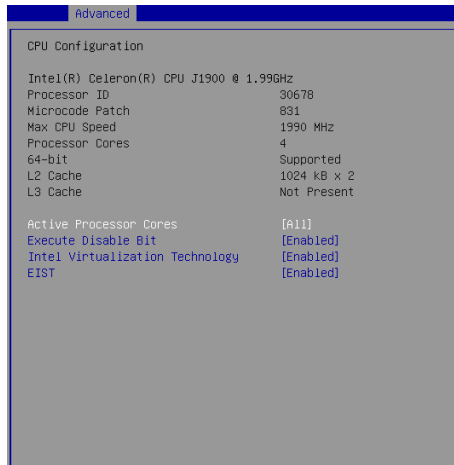 Advanced
CPU Configuration
Intel(R) Celeron(R) CPU J1900 @ 1.99GHz
Processor ID 30678
Microcode Patch 831
Max CPU Speed 1990 MHz
Processor Cores 4
64-bit Supported
L2 Cache 1024 kB x 2
L3 Cache Not Present
Active Processor Cores [All]
Execute Disable Bit [Enabled]
Intel Virtualization Technology [Enabled]
EIST [Enabled]